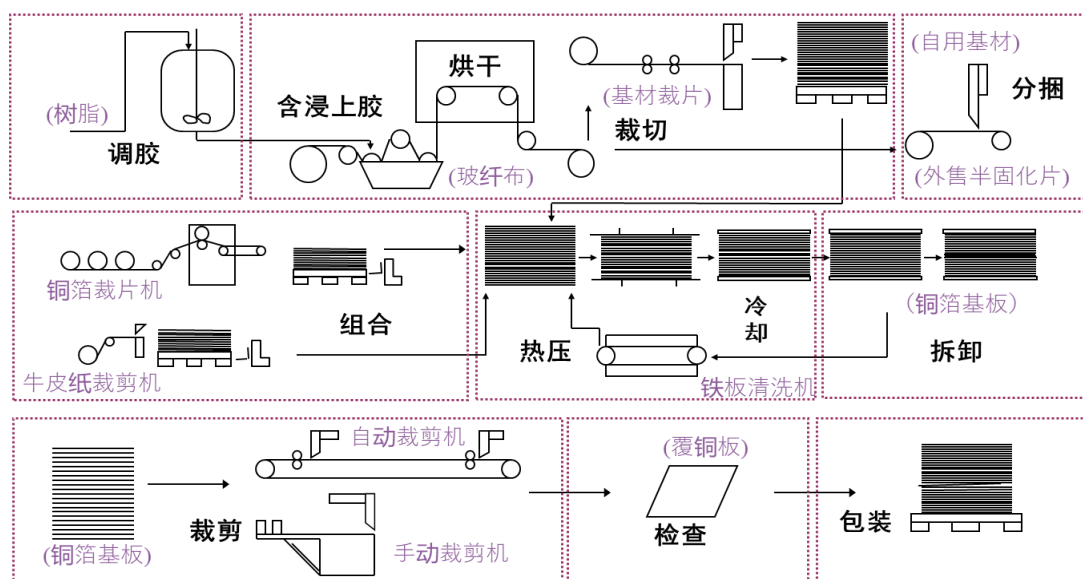 (树脂)
调胶
含浸上胶
烘干
(玻纤布)
(基材裁片)
裁切
(自用基材)
分捆
(外售半固化片)
铜箔裁片机
组合
牛皮纸裁剪机
热压
冷
却
铁板清洗机
(铜箔基板)
拆卸
(铜箔基板)
裁剪
自动裁剪机
手动裁剪机
(覆铜板)
检查
包装